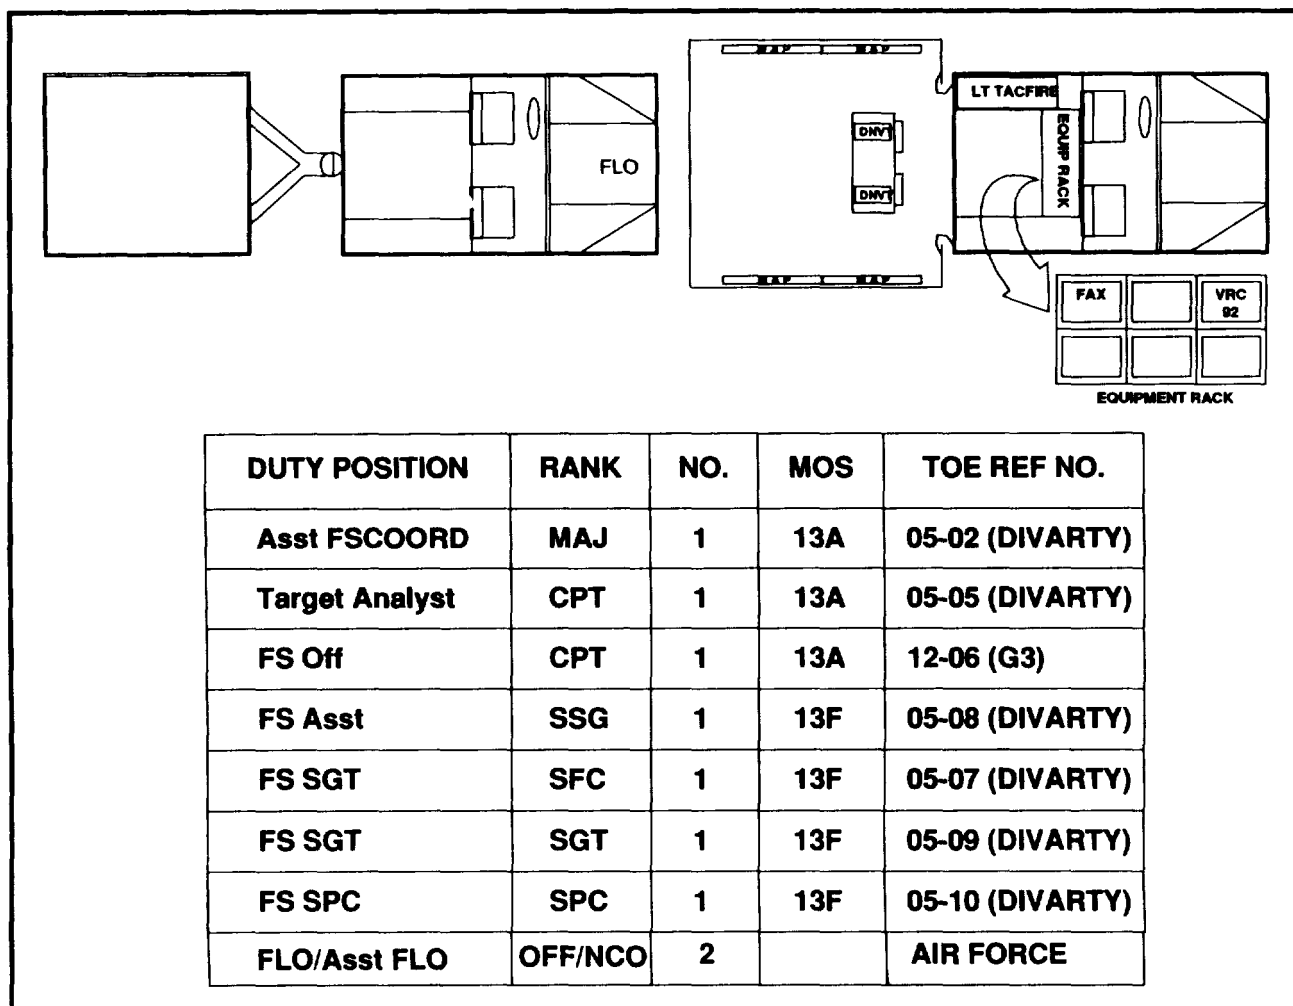 MAP MAP
LT TACFIRE
EQUIP RACK
DNVT
DNVT
FLO
MAP MAP
FAX VRC 92
EQUIPMENT RACK
DUTY POSITION RANK NO. MOS TOE REF NO.
Asst FSCOORD MAJ 1 13A 05-02 (DIVARTY)
Target Analyst CPT 1 13A 05-05 (DIVARTY)
FS Off CPT 1 13A 12-06 (G3)
FS Asst SSG 1 13F 05-08 (DIVARTY)
FS SGT SFC 1 13F 05-07 (DIVARTY)
FS SGT SGT 1 13F 05-09 (DIVARTY)
FS SPC SPC 1 13F 05-10 (DIVARTY)
FLO/Asst FLO OFF/NCO 2 AIR FORCE